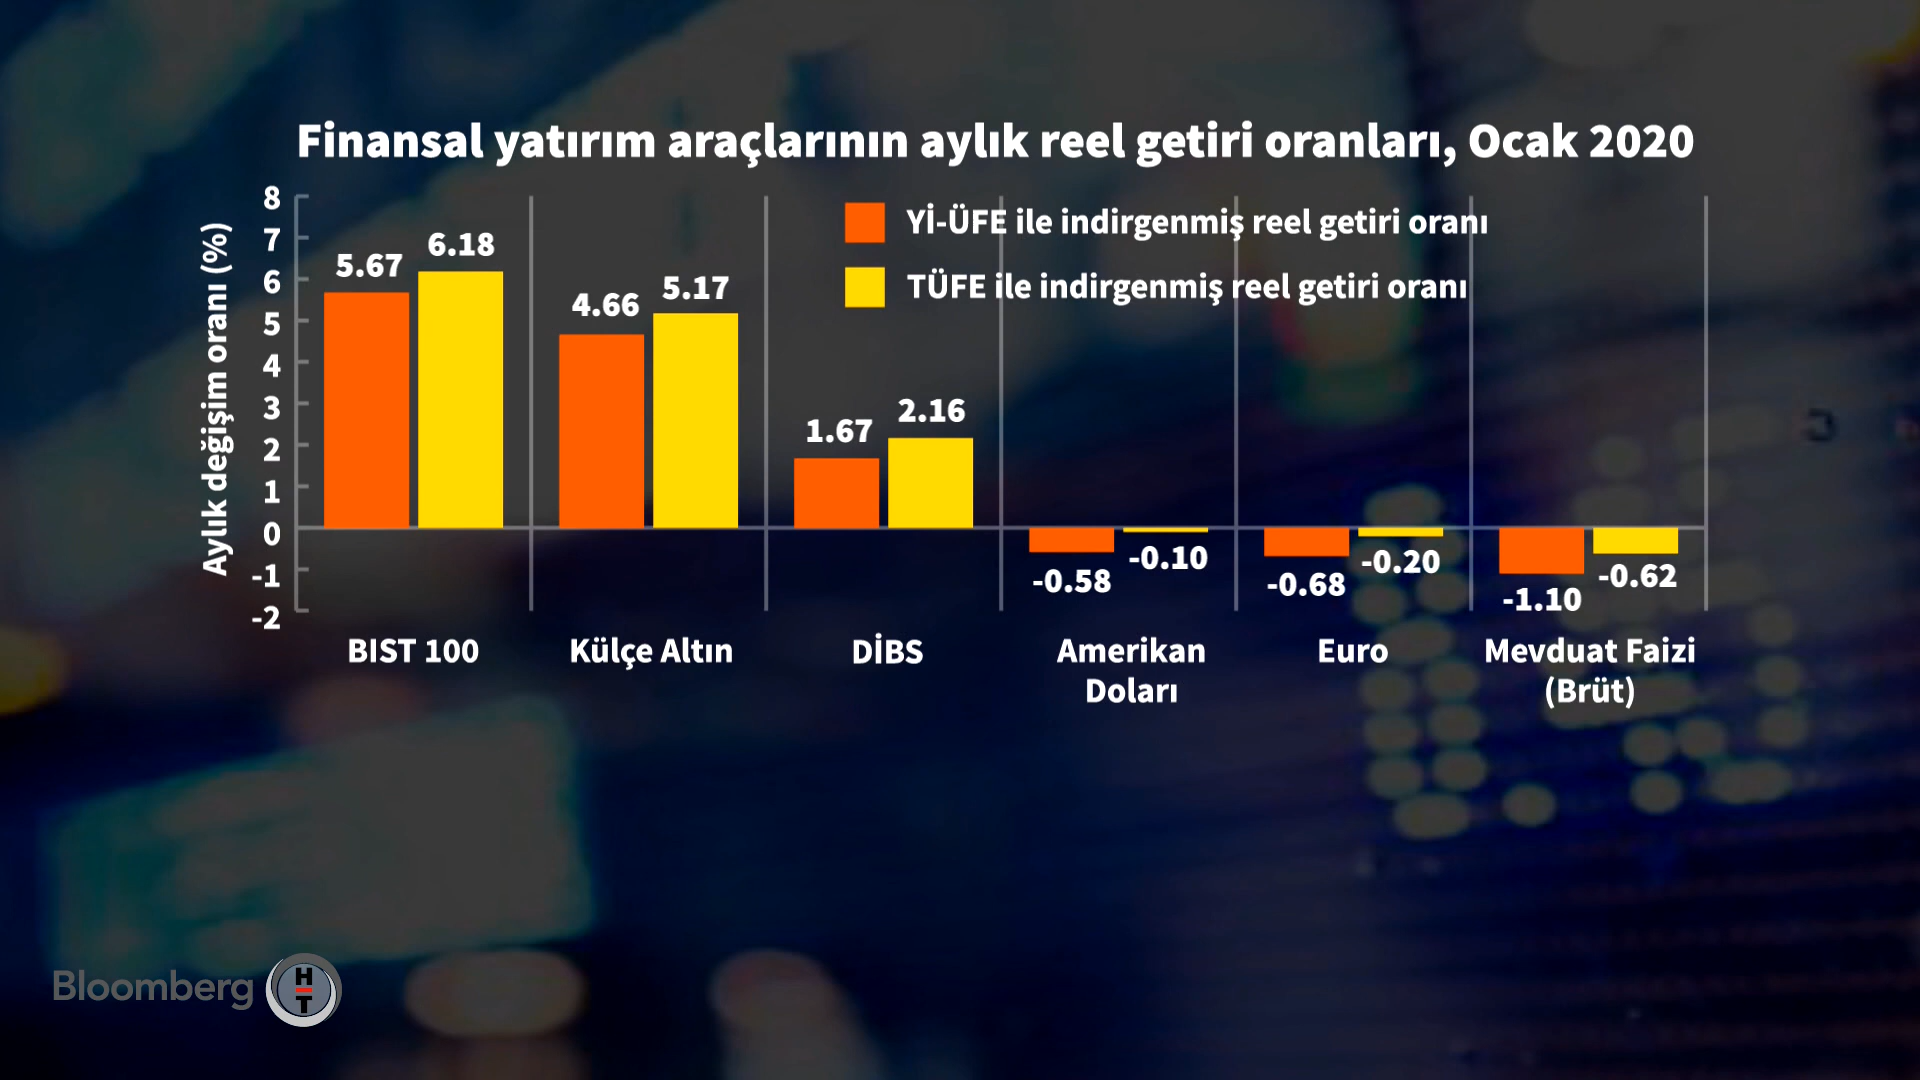 Finansal yatırım araçlarının aylık reel getiri oranları, Ocak 2020
Aylık değişim oranı (%)
8
7
6
5
4
3
2
1
0
-1
-2
Yİ-ÜFE ile indirgenmiş reel getiri oranı
TÜFE ile indirgenmiş reel getiri oranı
5.67
6.18
4.66
5.17
1.67
2.16
-0.58
-0.10
-0.68
-0.20
-1.10
-0.62
BIST 100
Külçe Altın
DİBS
Amerikan
Doları
Euro
Mevduat Faizi
(Brüt)
Bloomberg
H
T